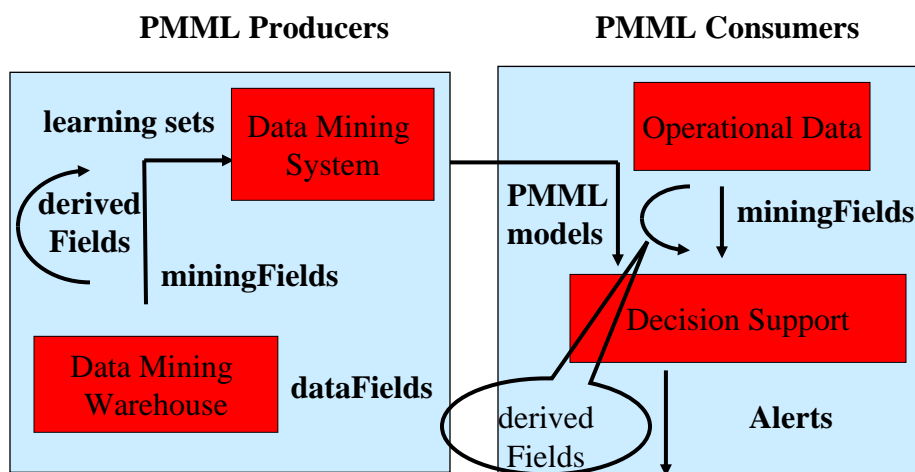 PMML Producers
PMML Consumers
learning sets
Data Mining
System
derived
Fields
miningFields
Data Mining
Warehouse
dataFields
Operational Data
PMML
models
miningFields
Decision Support
derived
Fields
Alerts